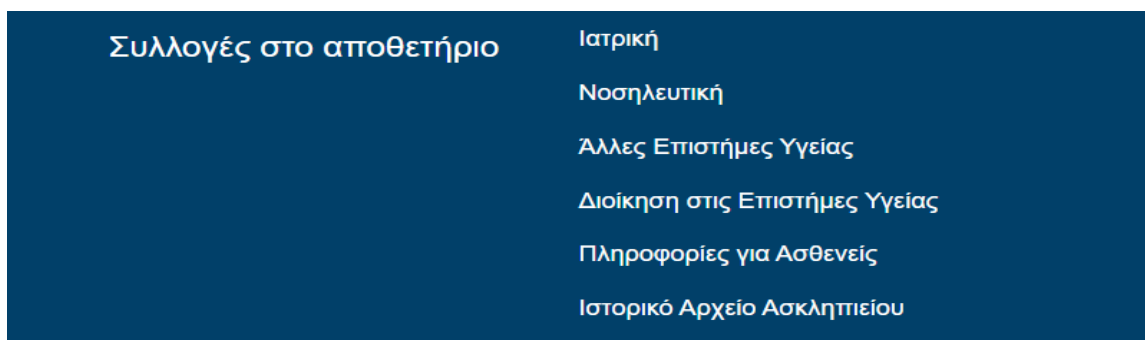 Συλλογές στο αποθετήριο
Ιατρική
Νοσηλευτική
Άλλες Επιστήμες Υγείας
Διοίκηση στις Επιστήμες Υγείας
Πληροφορίες για Ασθενείς
Ιστορικό Αρχείο Ασκληπιείου